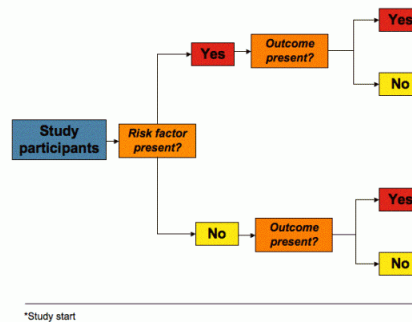 Yes
Outcome
present?
Yes
No
Study
participants
Risk factor
present?
No
Outcome
present?
Yes
No
*Study start